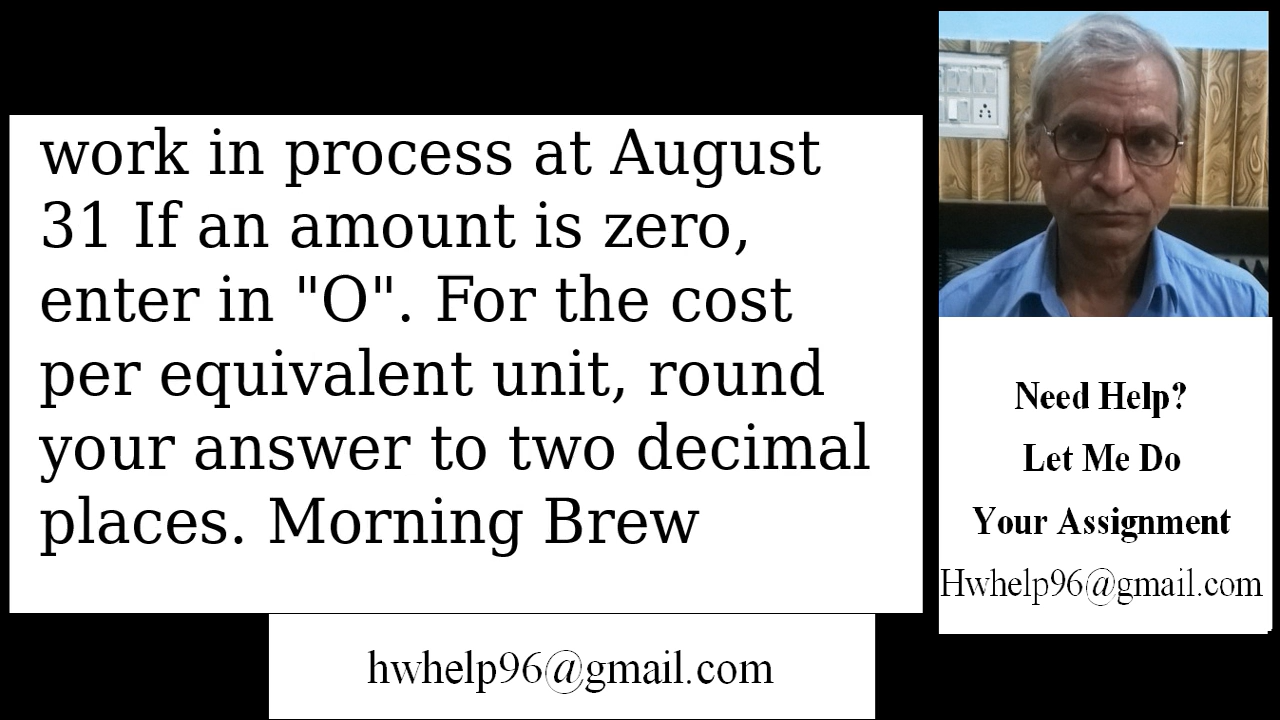 work in process at August
31 If an amount is zero,
enter in "O". For the cost
per equivalent unit, round
your answer to two decimal
places. Morning Brew
Need Help?
Let Me Do
Your Assignment
Hwhelp96@gmail.com
hwhelp96@gmail.com